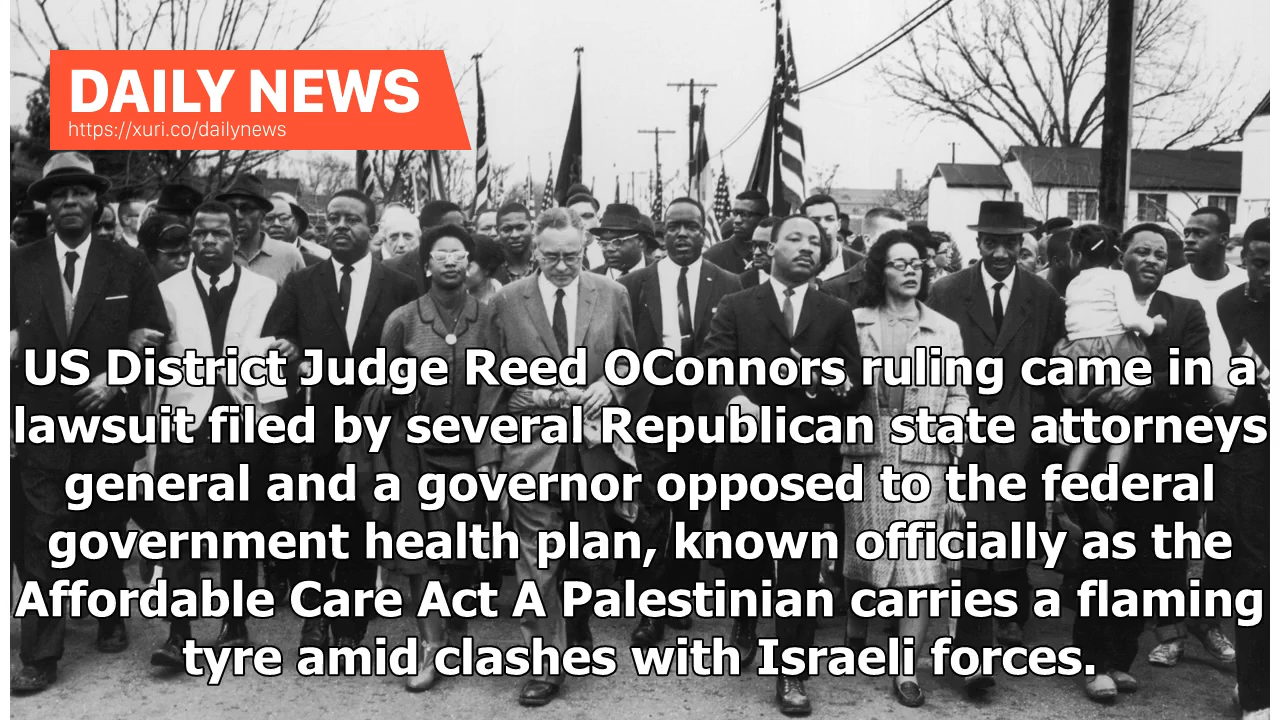 DAILY NEWS
https://xuri.co/dailynews
US District Judge Reed OConnors ruling came in a
lawsuit filed by several Republican state attorneys
general and a governor opposed to the federal
government health plan, known officially as the
Affordable Care Act A Palestinian carries a flaming
tyre amid clashes with Israeli forces.